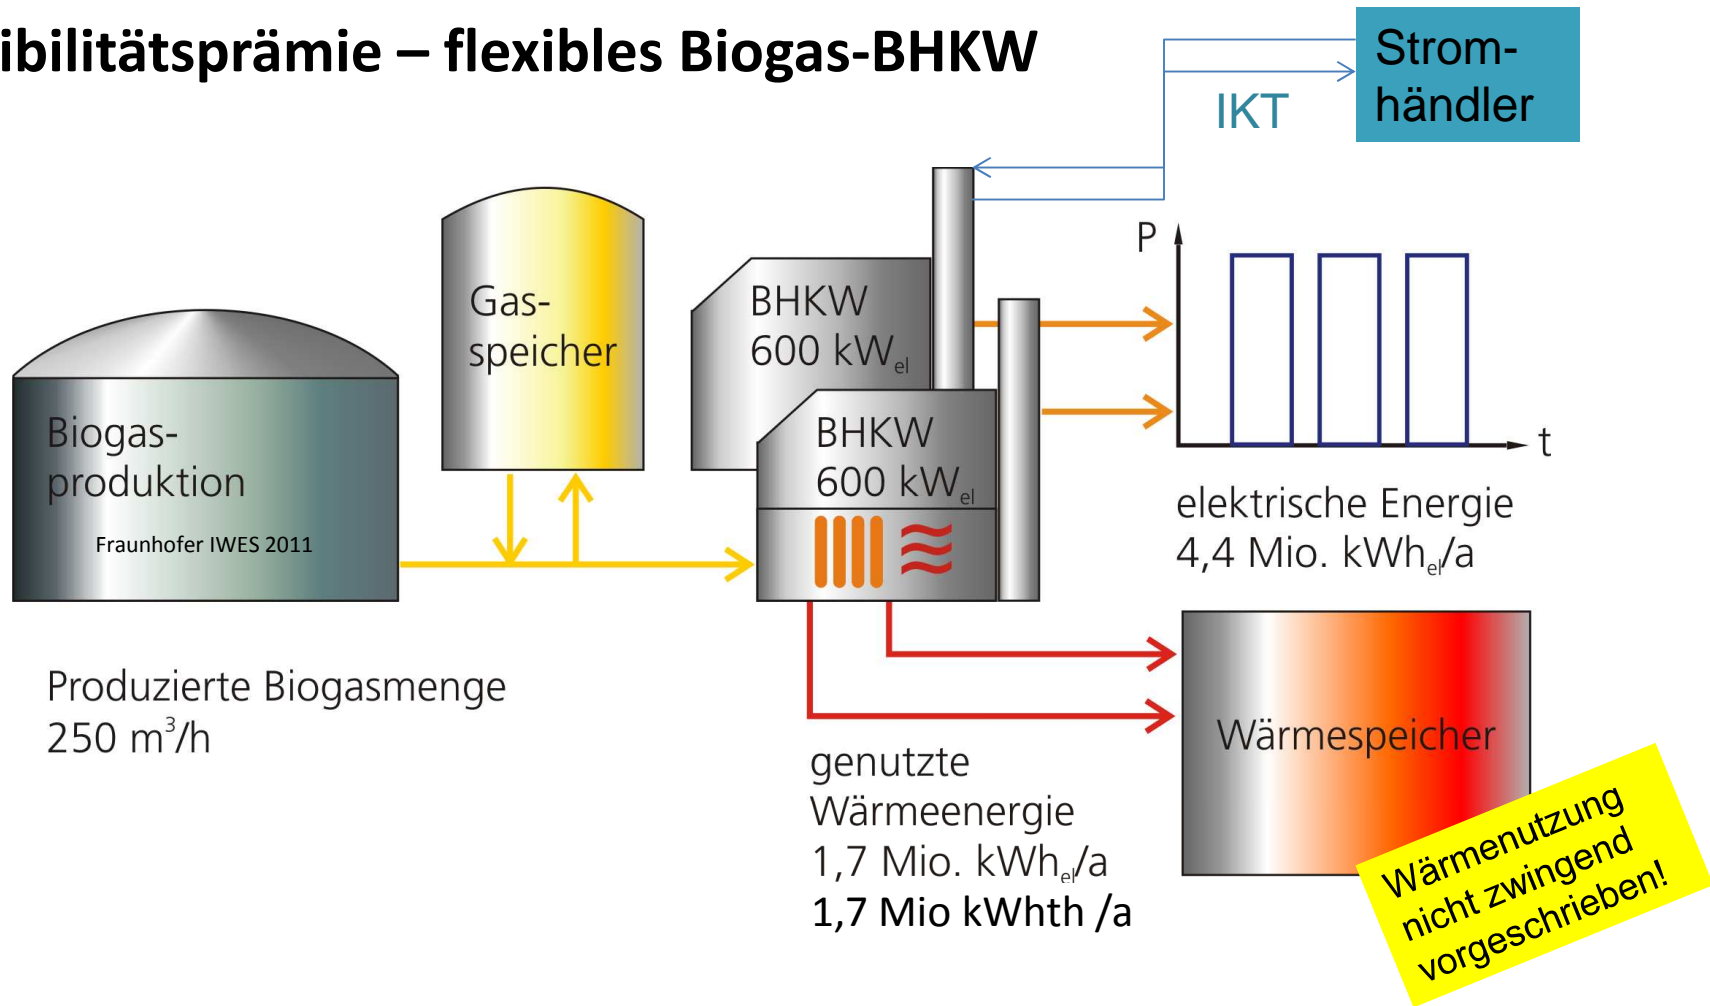 ibilitätsprämie – flexibles Biogas-BHKW
Strom-
händler
IKT
Gas-
speicher
BHKW
600 kWel
BHKW
600 kWel
P
t
Biogas-
produktion
Fraunhofer IWES 2011
elektrische Energie
4,4 Mio. kWhel/a
Produzierte Biogasmenge
250 m³/h
genutzte
Wärmeenergie
1,7 Mio. kWhel/a
1,7 Mio kWhth /a
Wärmespeicher
Wärmenutzung
nicht zwingend
vorgeschrieben!